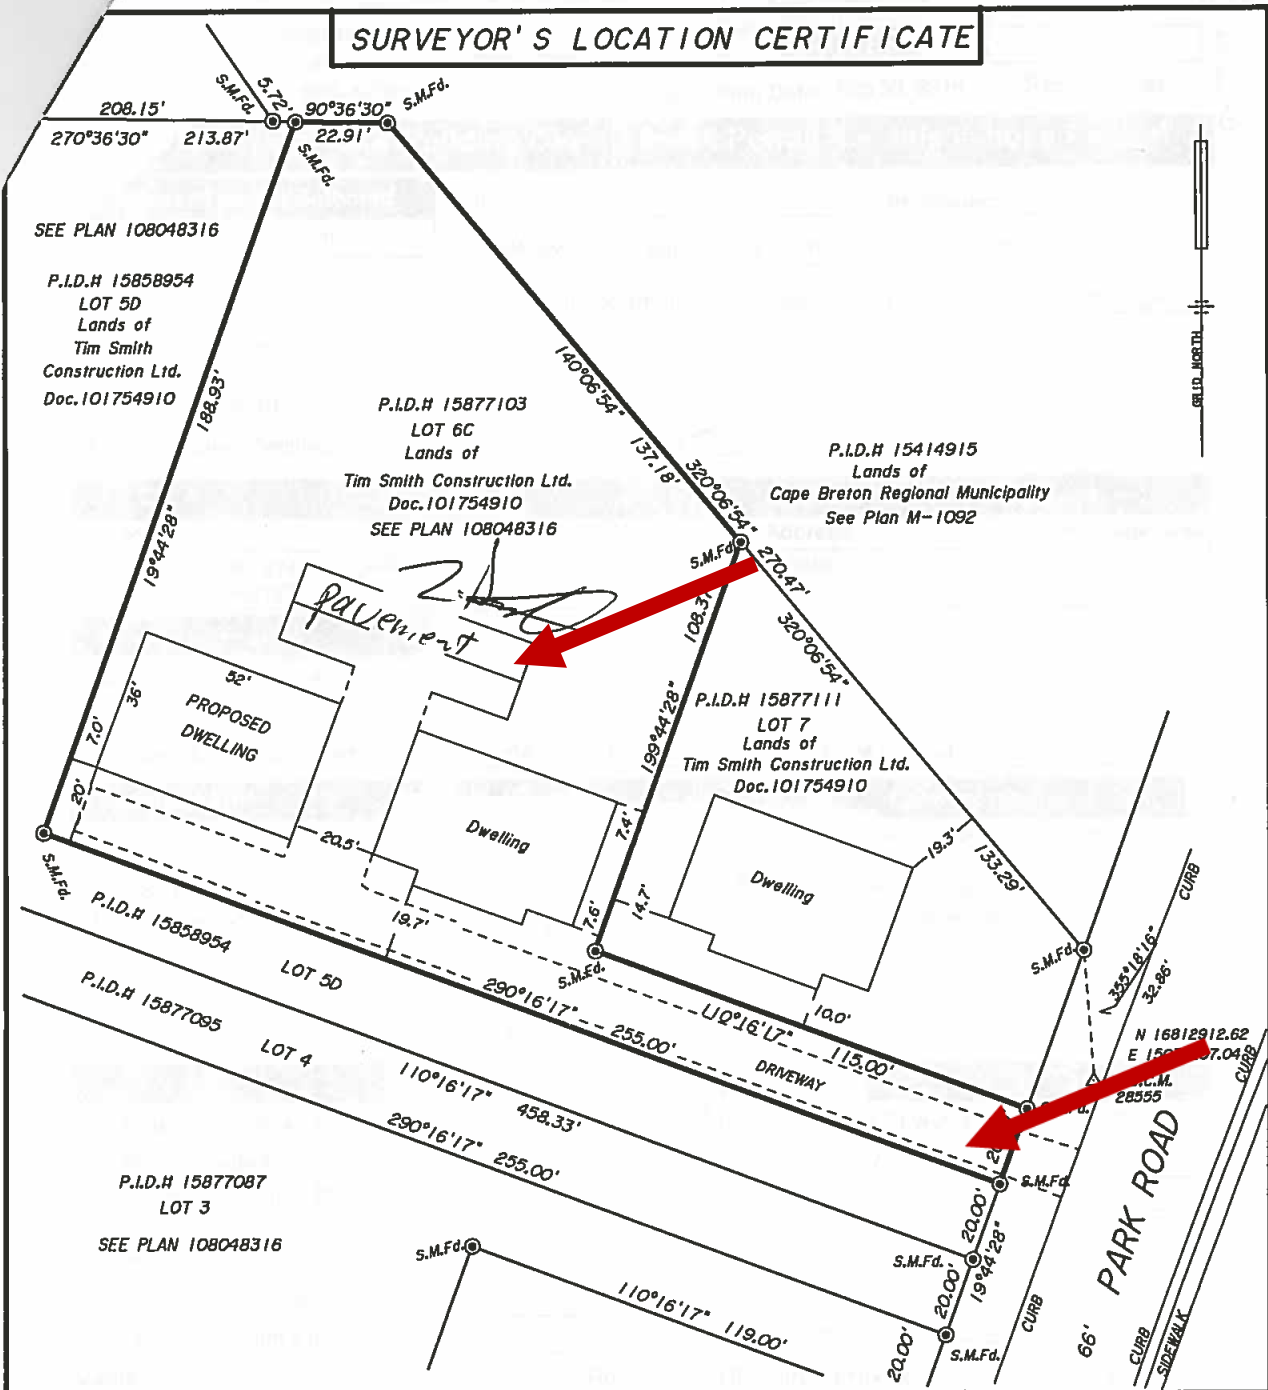 SURVEYOR'S LOCATION CERTIFICATE
208.15'
270°36'30" 213.87'
S.M.Fd.
5.72'
90°36'30"
22.91'
S.M.Fd.
S.M.Fd.
SEE PLAN 108048316
P.I.D.# 15858954
LOT 5D
Lands of
Tim Smith
Construction Ltd.
Doc.101754910
188.93'
19°44'28"
P.I.D.# 15877103
LOT 6C
Lands of
Tim Smith Construction Ltd.
Doc.101754910
SEE PLAN 108048316
140°06'54"
137.18'
320°06'54"
P.I.D.# 15414915
Lands of
Cape Breton Regional Municipality
See Plan M-1092
GRID NORTH
S.M.Fd.
270.47'
320°06'54"
108.37'
199°44'28"
pavement
52'
36'
PROPOSED
DWELLING
7.0'
20'
P.I.D.# 15877111
LOT 7
Lands of
Tim Smith Construction Ltd.
Doc.101754910
Dwelling
7.4'
20.5'
19.7'
7.6'
14.7'
Dwelling
19.3'
133.29'
CURB
S.M.Fd.
S.M.Fd.
S.M.Fd.
355°18'16"
32.86'
P.I.D.# 15858954
LOT 5D
290°16'17"
255.00'
110°16'17"
10.0'
115.00'
DRIVEWAY
N 16812912.62
28555
P.I.D.# 15877095
LOT 4
110°16'17"
458.33'
290°16'17"
255.00'
S.M.Fd.
20.00'
19°44'28"
S.M.Fd.
20.00'
S.M.Fd.
20.00'
P.I.D.# 15877087
LOT 3
SEE PLAN 108048316
S.M.Fd.
110°16'17"
119.00'
CURB
66'
PARK ROAD
CURB
CURB
SIDEWALK